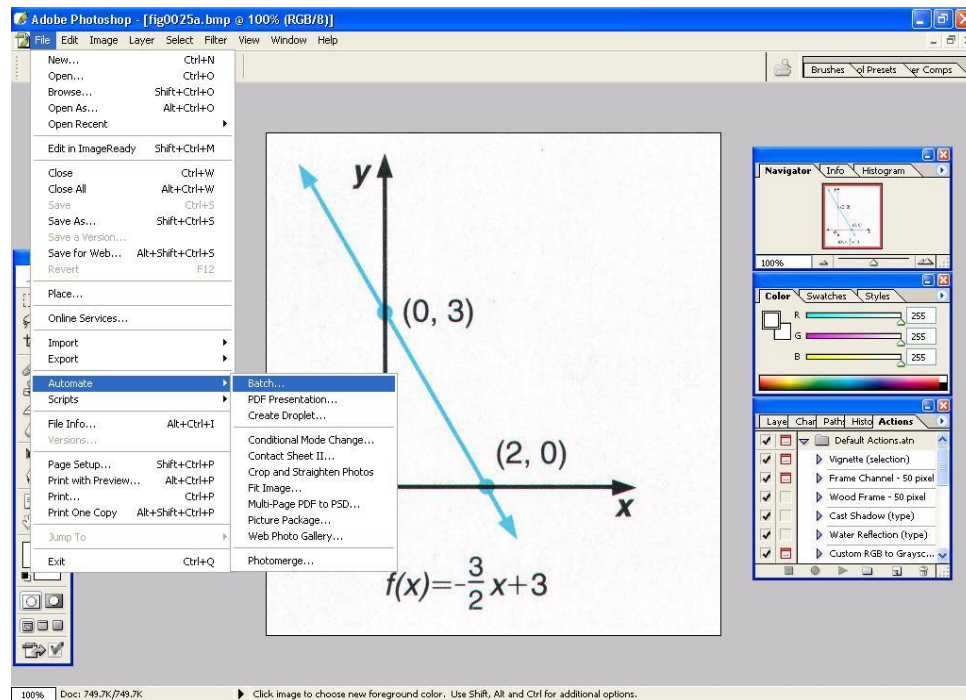 Adobe Photoshop - [fig0025a.bmp @ 100% (RGB/8)]
File Edit Image Layer Select Filter View Window Help
Brushes ol Presets er Comps
New... Ctrl+N
Open... Ctrl+O
Browse... Shift+Ctrl+O
Open As... Alt+Ctrl+O
Open Recent
Edit in ImageReady Shift+Ctrl+M
Close Ctrl+W
Close All Alt+Ctrl+W
Save Ctrl+S
Save As... Shift+Ctrl+S
Save a Version...
Save for Web... Alt+Shift+Ctrl+S
Revert F12
Place...
Online Services...
Import
Export
Automate
Scripts
File Info... Alt+Ctrl+I
Versions...
Page Setup... Shift+Ctrl+P
Print with Preview... Alt+Ctrl+P
Print... Ctrl+P
Print One Copy Alt+Shift+Ctrl+P
Jump To
Exit Ctrl+Q
Batch...
PDF Presentation...
Create Droplet...
Conditional Mode Change...
Contact Sheet II...
Crop and Straighten Photos
Fit Image...
Multi-Page PDF to PSD...
Picture Package...
Web Photo Gallery...
Photomerge...
y
(0, 3)
(2, 0)
x
f(x)=-3/2 x+3
Navigator Info Histogram
100%
Color Swatches Styles
R 255
G 255
B 255
Laye Char Path Histo Actions
Default Actions.atn
Vignette (selection)
Frame Channel - 50 pixel
Wood Frame - 50 pixel
Cast Shadow (type)
Water Reflection (type)
Custom RGB to Graysc...
100% Doc: 749.7K/749.7K Click image to choose new foreground color. Use Shift, Alt and Ctrl for additional options.